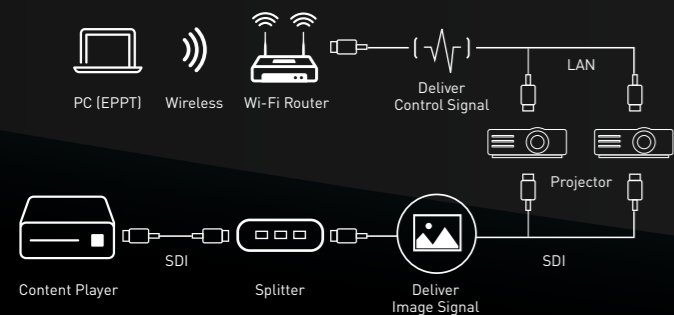 LAN
PC (EPPT)
Wireless
Wi-Fi Router
Deliver
Control Signal
Projector
SDI
SDI
Content Player
Splitter
Deliver
Image Signal